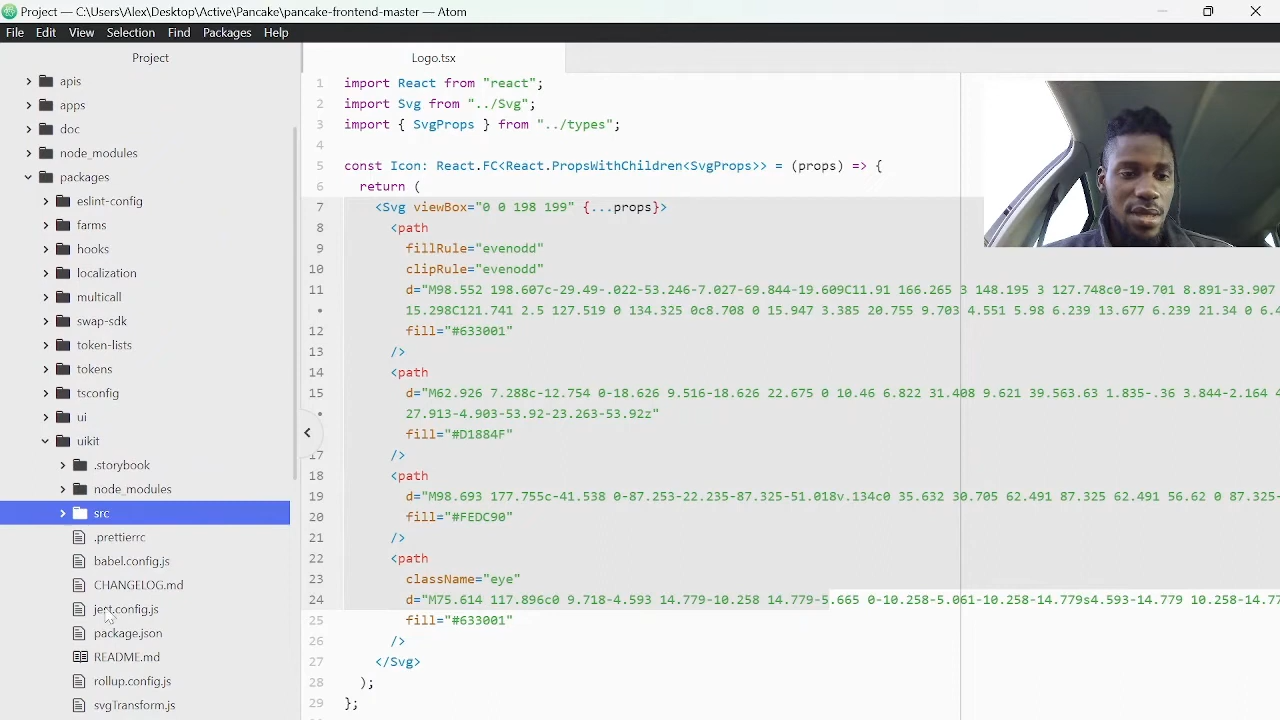 Project — C:\Users\Alex\Desktop\Active\Pancake\pancake-frontend-master — Atom
File Edit View Selection Find Packages Help
Project
apis
apps
doc
node_modules
packages
eslint-config
farms
hooks
localization
multicall
swap-sdk
token-lists
tokens
tsconfig
ui
uikit
.storybook
node_modules
src
.prettierrc
babel.config.js
CHANGELOG.md
jest.config.js
package.json
README.md
rollup.config.js
svgTransform.js
Logo.tsx
1 import React from "react";
2 import Svg from "../Svg";
3 import { SvgProps } from "../types";
4
5 const Icon: React.FC<React.PropsWithChildren<SvgProps>> = (props) => {
6 return (
7 <Svg viewBox="0 0 198 199" {...props}>
8 <path
9 fillRule="evenodd"
10 clipRule="evenodd"
11 d="M98.552 198.607c-29.49-.022-53.246-7.027-69.844-19.609C11.91 166.265 3 148.195 3 127.748c0-19.701 8.891-33.907
• 15.298C121.741 2.5 127.519 0 134.325 0c8.708 0 15.947 3.385 20.755 9.703 4.551 5.98 6.239 13.677 6.239 21.34 0 6.4
12 fill="#633001"
13 />
14 <path
15 d="M62.926 7.288c-12.754 0-18.626 9.516-18.626 22.675 0 10.46 6.822 31.408 9.621 39.563.63 1.835-.36 3.844-2.164 4
• 27.913-4.903-53.92-23.263-53.92z"
16 fill="#D1884F"
17 />
18 <path
19 d="M98.693 177.755c-41.538 0-87.253-22.235-87.325-51.018v.134c0 35.632 30.705 62.491 87.325 62.491 56.62 0 87.325-
20 fill="#FEDC90"
21 />
22 <path
23 className="eye"
24 d="M75.614 117.896c0 9.718-4.593 14.779-10.258 14.779-5.665 0-10.258-5.061-10.258-14.779s4.593-14.779 10.258-14.77
25 fill="#633001"
26 />
27 </Svg>
28 );
29 };